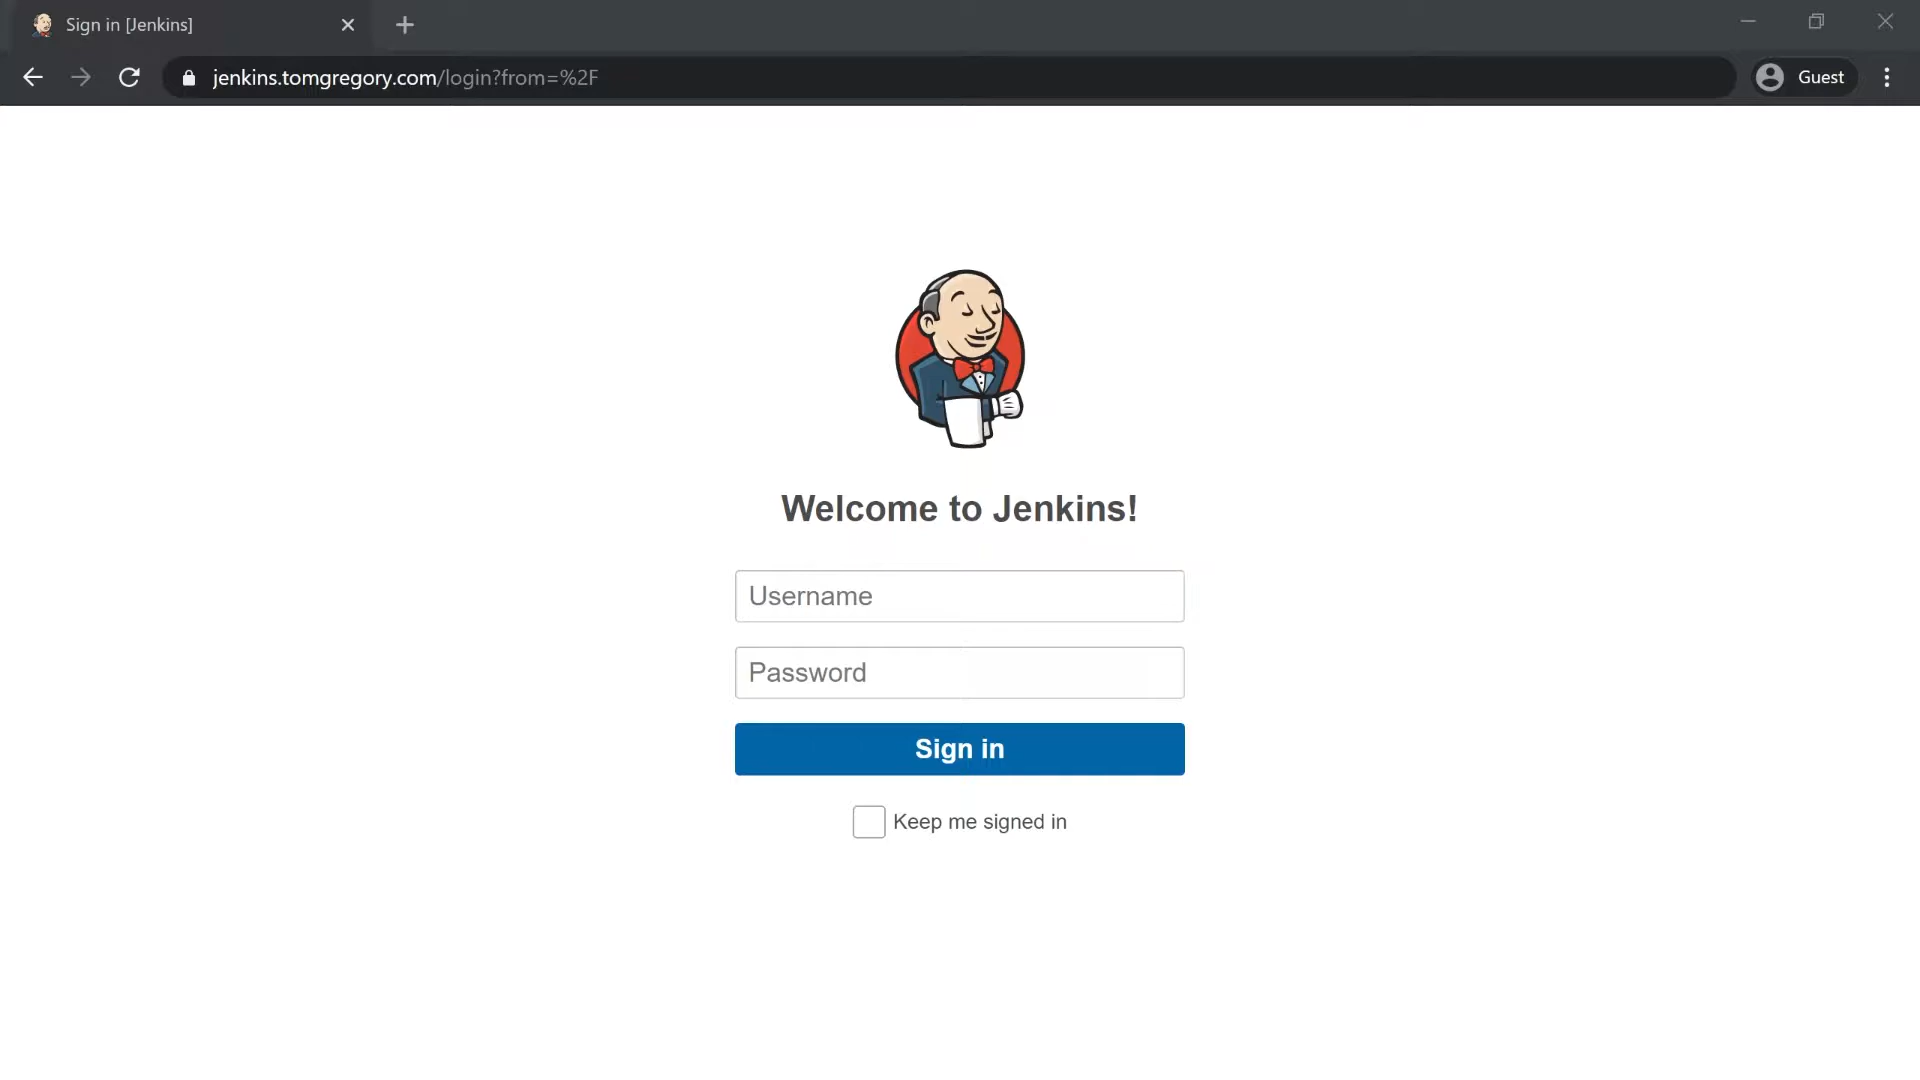 Sign in [Jenkins]
jenkins.tomgregory.com/login?from=%2F
Guest
Welcome to Jenkins!
Username
Password
Sign in
Keep me signed in